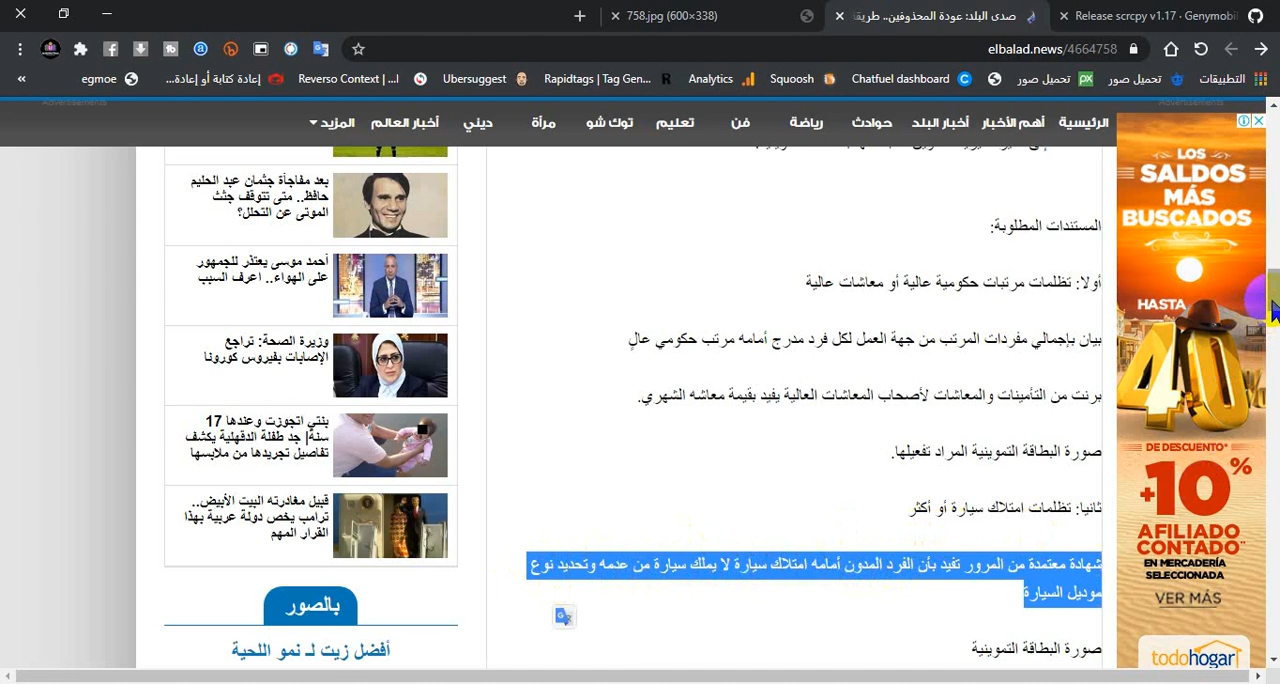 758.jpg (600×338)
صدى البلد: عودة المحذوفين.. طريقة
Release scrcpy v1.17 · Genymobil
elbalad.news/4664758
egmoe
إعادة كتابة أو إعادة...
Reverso Context | ...l
Ubersuggest
Rapidtags | Tag Gen...
Analytics
Squoosh
Chatfuel dashboard
تحميل صور
تحميل صور
التطبيقات
Advertisements
Advertisements
الرئيسية
أهم الأخبار
أخبار البلد
حوادث
رياضة
فن
تعليم
توك شو
مرأة
ديني
أخبار العالم
المزيد
المستندات المطلوبة:
أولا: تظلمات مرتبات حكومية عالية أو معاشات عالية
بيان بإجمالي مفردات المرتب من جهة العمل لكل فرد مدرج أمامه مرتب حكومي عالٍ
برنت من التأمينات والمعاشات لأصحاب المعاشات العالية يفيد بقيمة معاشه الشهري.
صورة البطاقة التموينية المراد تفعيلها.
ثانيا: تظلمات امتلاك سيارة أو أكثر
شهادة معتمدة من المرور تفيد بأن الفرد المدون أمامه امتلاك سيارة لا يملك سيارة من عدمه وتحديد نوع
موديل السيارة
صورة البطاقة التموينية
بعد مفاجأة جثمان عبد الحليم
حافظ.. متى تتوقف جثث
الموتى عن التحلل؟
أحمد موسى يعتذر للجمهور
على الهواء.. اعرف السبب
وزيرة الصحة: تراجع
الإصابات بفيروس كورونا
بنتي اتجوزت وعندها 17
سنة| جد طفلة الدقهلية يكشف
تفاصيل تجريدها من ملابسها
قبيل مغادرته البيت الأبيض..
ترامب يخص دولة عربية بهذا
القرار المهم
بالصور
أفضل زيت لـ نمو اللحية
LOS
SALDOS
MÁS
BUSCADOS
HASTA
40
DE DESCUENTO*
+10%
AFILIADO
CONTADO**
EN MERCADERÍA
SELECCIONADA
VER MÁS
todohogar